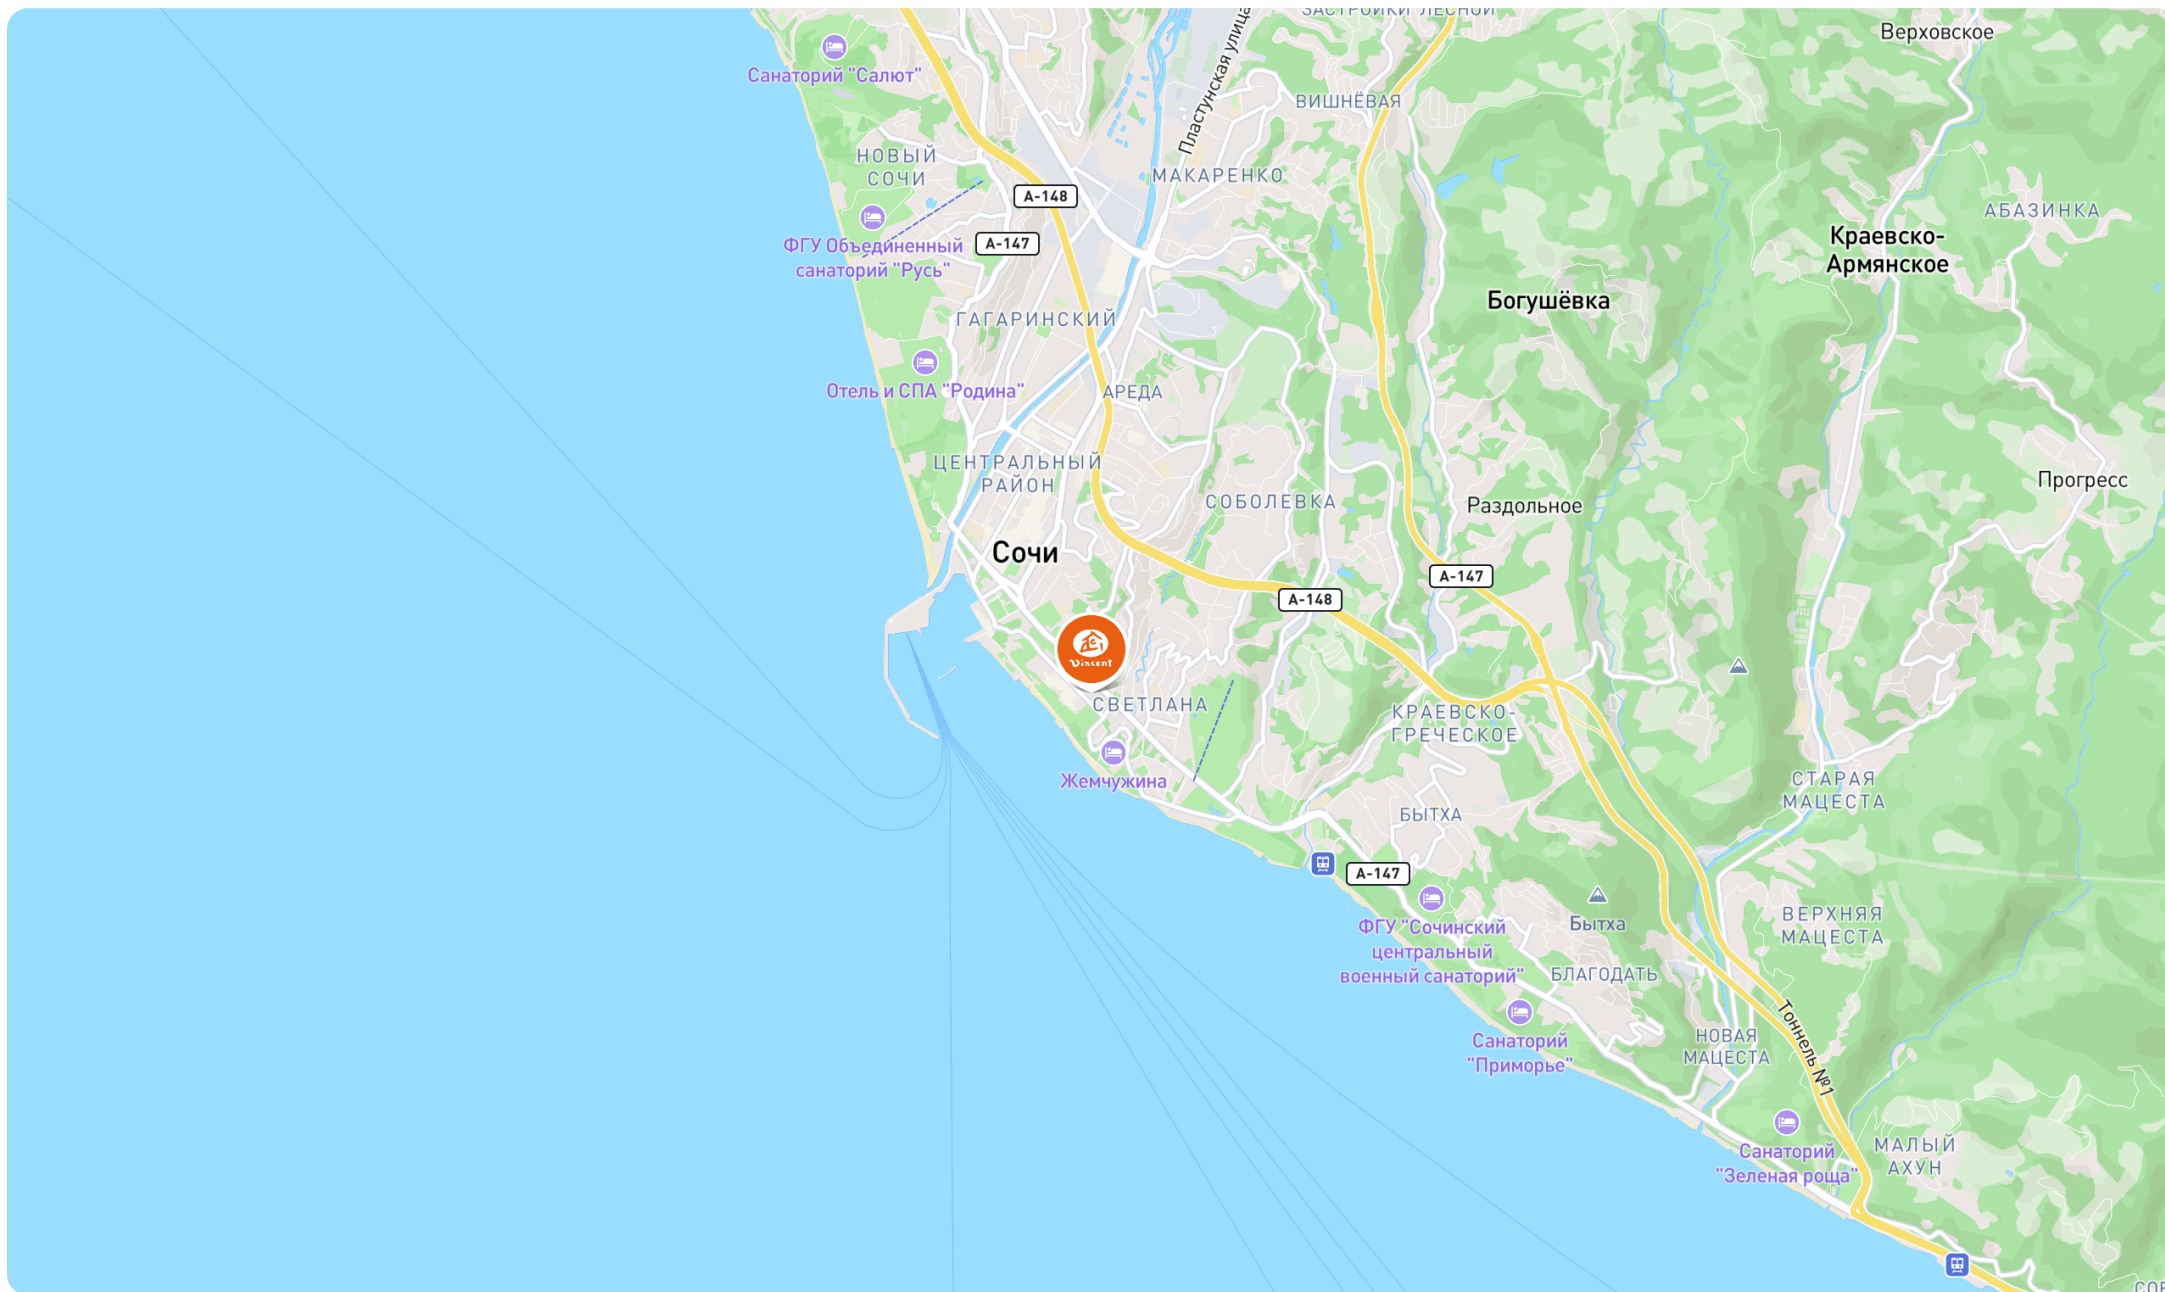 ЗАСТРОЙКИ ЛЕСНОЙ
Верховское
Санаторий "Салют"
Пластунская улица
ВИШНЁВАЯ
НОВЫЙ
СОЧИ
МАКАРЕНКО
А-148
АБАЗИНКА
А-147
ФГУ Объединенный
санаторий "Русь"
Краевско-
Армянское
Богушёвка
ГАГАРИНСКИЙ
Отель и СПА "Родина"
АРЕДА
ЦЕНТРАЛЬНЫЙ
РАЙОН
Прогресс
СОБОЛЕВКА
Раздольное
Сочи
А-147
А-148
Vincent
СВЕТЛАНА
КРАЕВСКО-
ГРЕЧЕСКОЕ
Жемчужина
СТАРАЯ
МАЦЕСТА
БЫТХА
А-147
ФГУ "Сочинский
центральный
военный санаторий"
Бытха
ВЕРХНЯЯ
МАЦЕСТА
БЛАГОДАТЬ
Санаторий
"Приморье"
НОВАЯ
МАЦЕСТА
Тоннель №1
Санаторий
"Зеленая роща"
МАЛЫЙ
АХУН